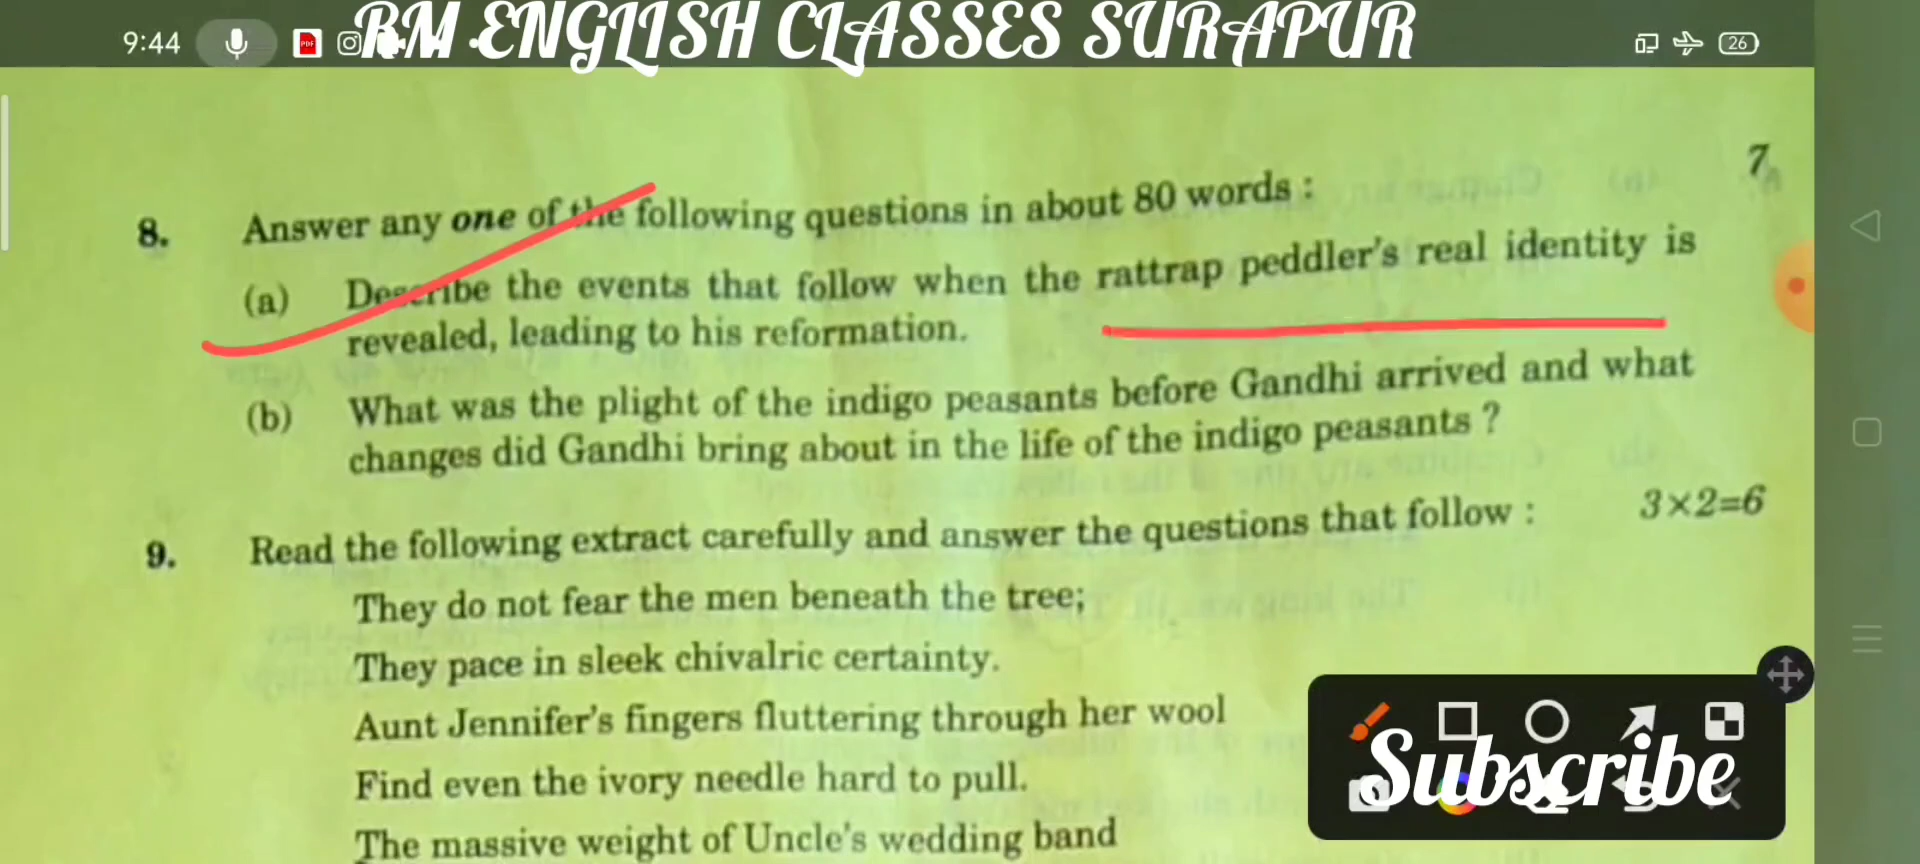 RM ENGLISH CLASSES SURAPUR
9:44
PDF
26
7
8. Answer any one of the following questions in about 80 words :
(a) Describe the events that follow when the rattrap peddler's real identity is
revealed, leading to his reformation.
(b) What was the plight of the indigo peasants before Gandhi arrived and what
changes did Gandhi bring about in the life of the indigo peasants ?
9. Read the following extract carefully and answer the questions that follow : 3×2=6
They do not fear the men beneath the tree;
They pace in sleek chivalric certainty.
Aunt Jennifer's fingers fluttering through her wool
Find even the ivory needle hard to pull.
The massive weight of Uncle's wedding band
Subscribe